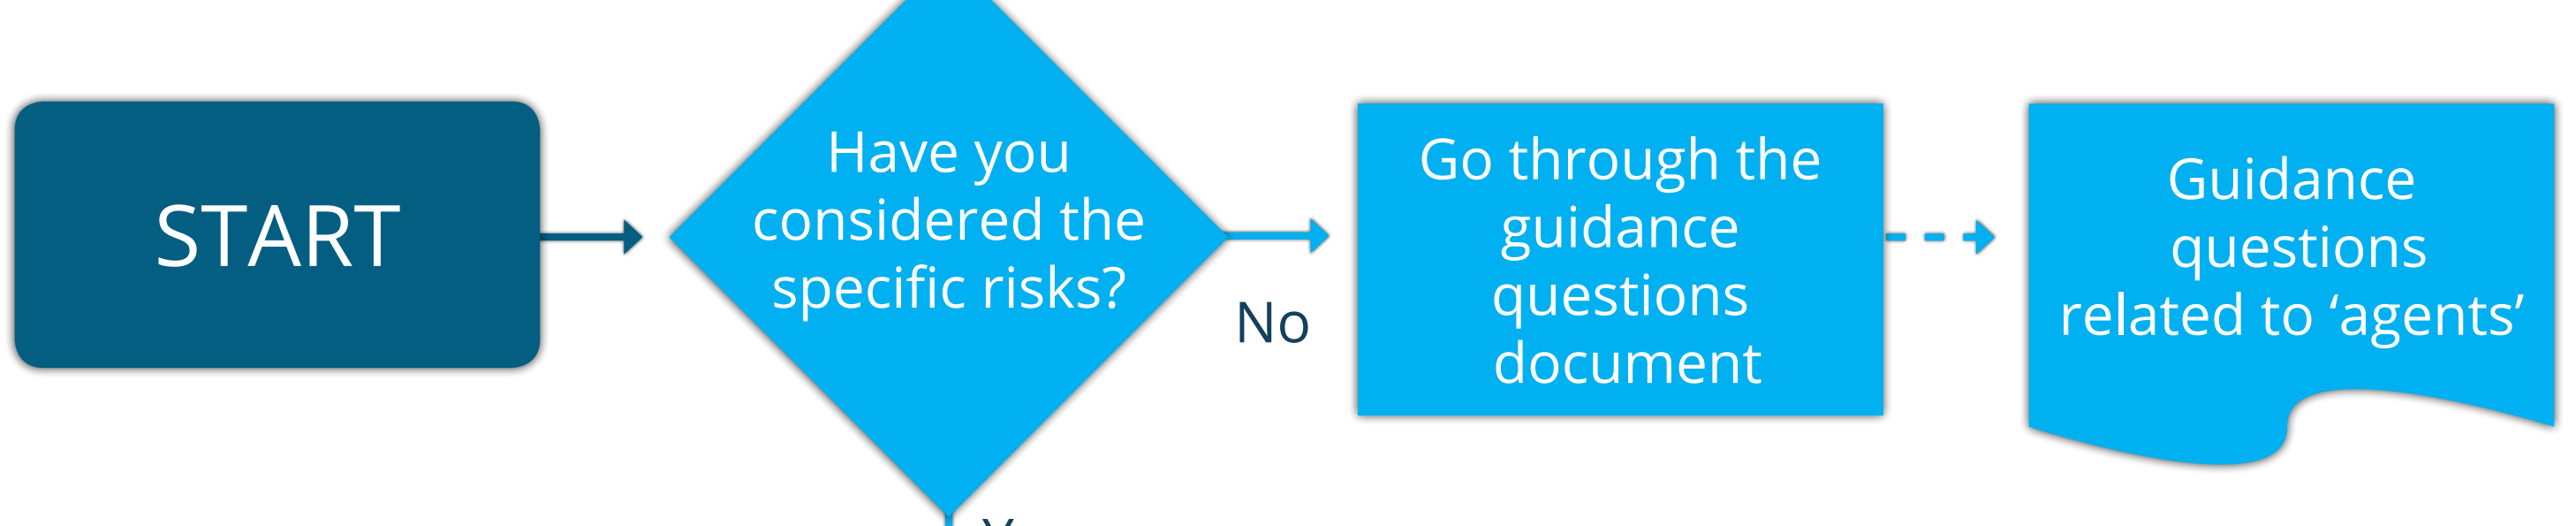 START
Have you
considered the
specific risks?
No
Go through the
guidance
questions
document
Guidance
questions
related to ‘agents’